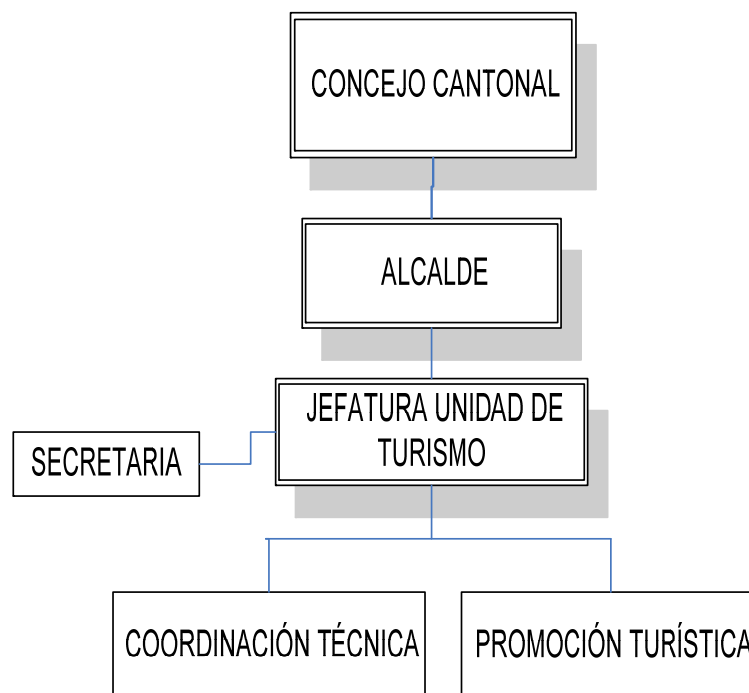 CONCEJO CANTONAL
ALCALDE
JEFATURA UNIDAD DE
TURISMO
SECRETARIA
COORDINACIÓN TÉCNICA
PROMOCIÓN TURÍSTICA